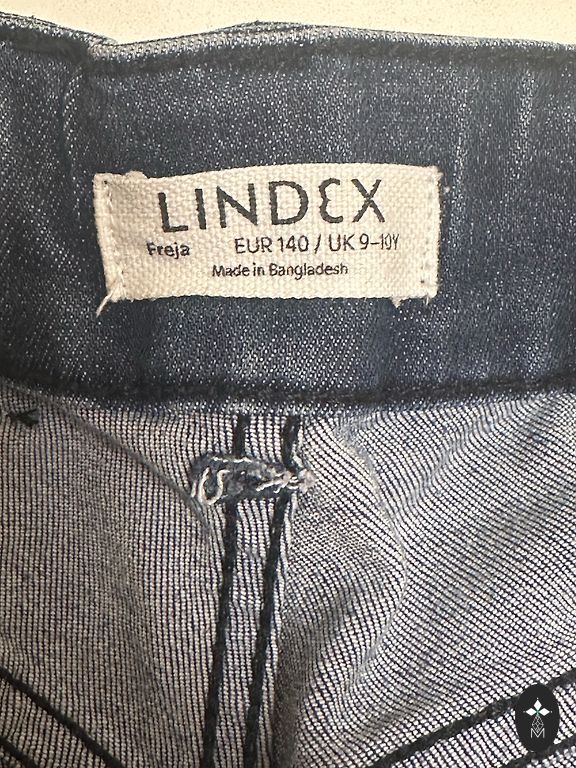 LINDEX
Freja EUR 140 / UK 9-10Y
Made in Bangladesh
M